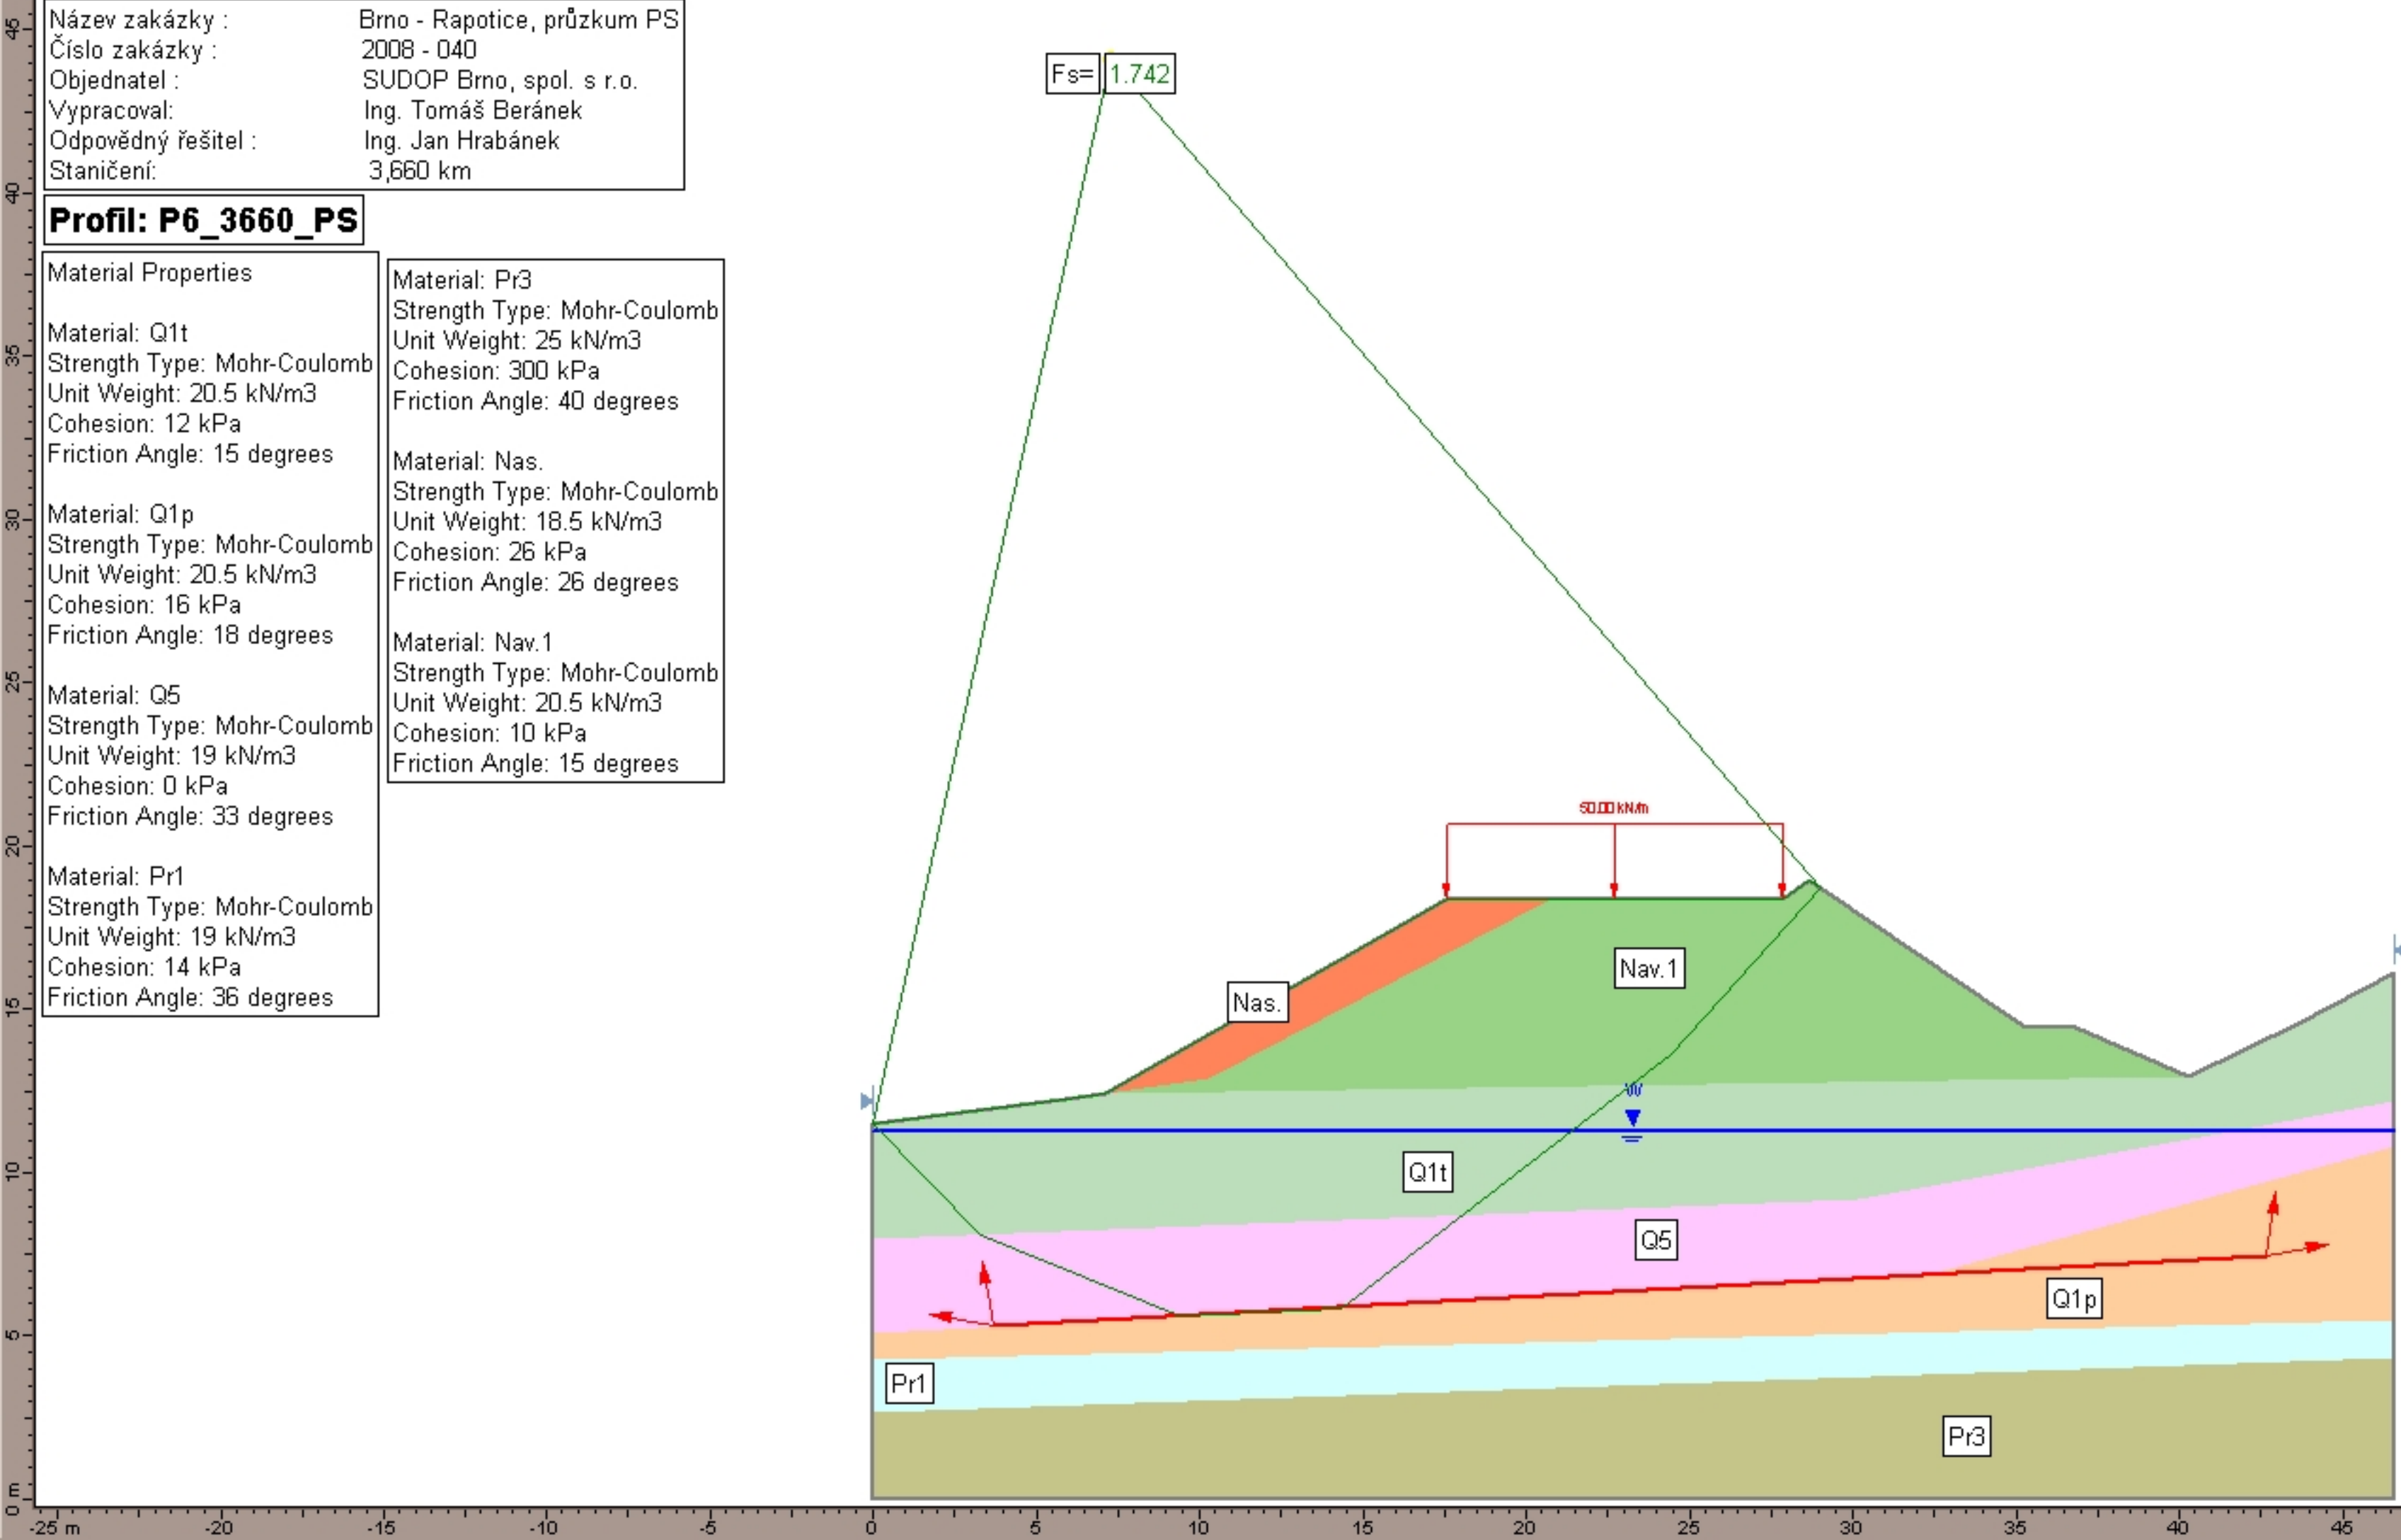 Název zakázky : Brno - Rapotice, průzkum PS
Číslo zakázky : 2008 - 040
Objednatel : SUDOP Brno, spol. s r.o.
Vypracoval: Ing. Tomáš Beránek
Odpovědný řešitel : Ing. Jan Hrabánek
Staničení: 3,660 km
Profil: P6_3660_PS
Material Properties
Material: Q1t
Strength Type: Mohr-Coulomb
Unit Weight: 20.5 kN/m3
Cohesion: 12 kPa
Friction Angle: 15 degrees
Material: Q1p
Strength Type: Mohr-Coulomb
Unit Weight: 20.5 kN/m3
Cohesion: 16 kPa
Friction Angle: 18 degrees
Material: Q5
Strength Type: Mohr-Coulomb
Unit Weight: 19 kN/m3
Cohesion: 0 kPa
Friction Angle: 33 degrees
Material: Pr1
Strength Type: Mohr-Coulomb
Unit Weight: 19 kN/m3
Cohesion: 14 kPa
Friction Angle: 36 degrees
Material: Pr3
Strength Type: Mohr-Coulomb
Unit Weight: 25 kN/m3
Cohesion: 300 kPa
Friction Angle: 40 degrees
Material: Nas.
Strength Type: Mohr-Coulomb
Unit Weight: 18.5 kN/m3
Cohesion: 26 kPa
Friction Angle: 26 degrees
Material: Nav.1
Strength Type: Mohr-Coulomb
Unit Weight: 20.5 kN/m3
Cohesion: 10 kPa
Friction Angle: 15 degrees
Fs= 1.742
50.00 kN/m
Nav.1
Nas.
W
Q1t
Q5
Q1p
Pr1
Pr3
45
40
35
30
25
20
15
10
5
0 m
-25 m -20 -15 -10 -5 0 5 10 15 20 25 30 35 40 45